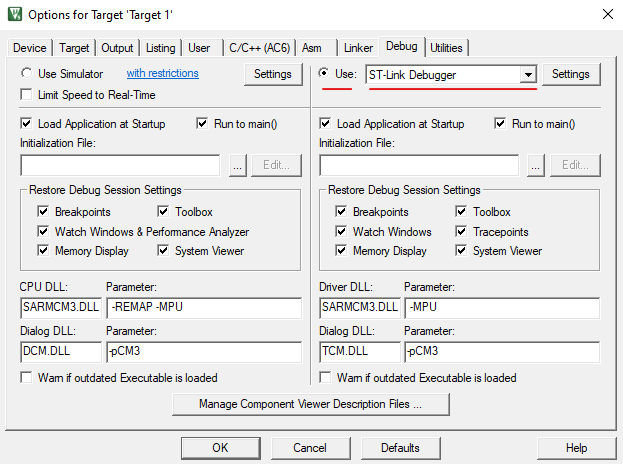 Options for Target 'Target 1'
Device Target Output Listing User C/C++ (AC6) Asm Linker Debug Utilities
Use Simulator with restrictions Settings
Limit Speed to Real-Time
Use: ST-Link Debugger Settings
Load Application at Startup Run to main()
Initialization File:
... Edit...
Restore Debug Session Settings
Breakpoints Toolbox
Watch Windows & Performance Analyzer
Memory Display System Viewer
CPU DLL: Parameter:
SARMCM3.DLL -REMAP -MPU
Dialog DLL: Parameter:
DCM.DLL -pCM3
Warn if outdated Executable is loaded
Load Application at Startup Run to main()
Initialization File:
... Edit...
Restore Debug Session Settings
Breakpoints Toolbox
Watch Windows Tracepoints
Memory Display System Viewer
Driver DLL: Parameter:
SARMCM3.DLL -MPU
Dialog DLL: Parameter:
TCM.DLL -pCM3
Warn if outdated Executable is loaded
Manage Component Viewer Description Files ...
OK Cancel Defaults Help